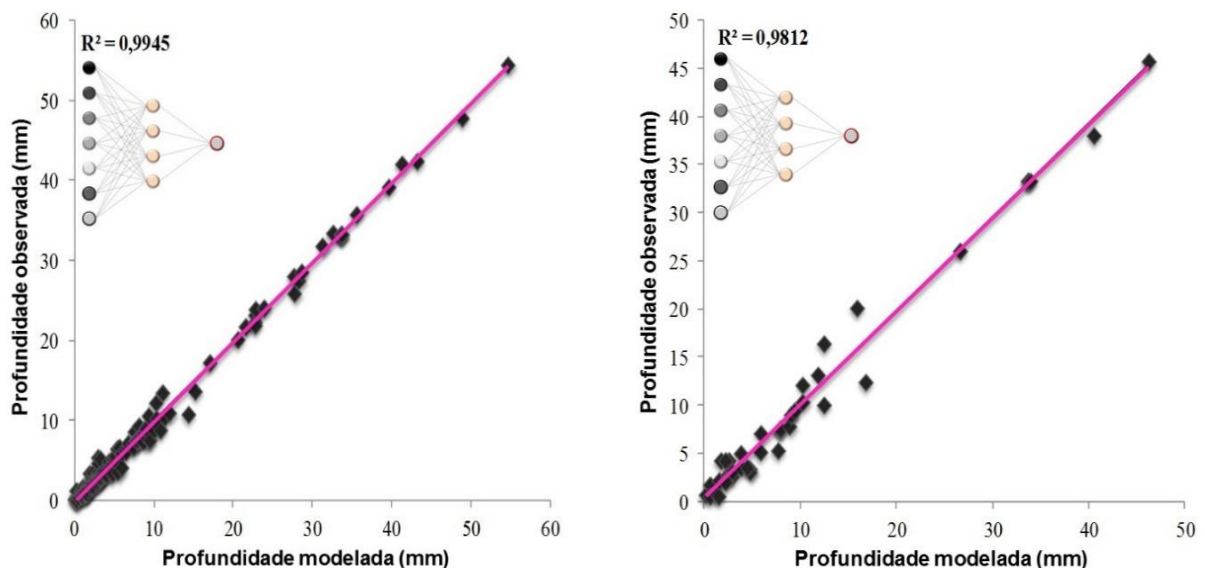 R² = 0,9945
60
50
40
30
20
10
0
0 10 20 30 40 50 60
Profundidade observada (mm)
Profundidade modelada (mm)
R² = 0,9812
50
45
40
35
30
25
20
15
10
5
0
0 10 20 30 40 50
Profundidade observada (mm)
Profundidade modelada (mm)